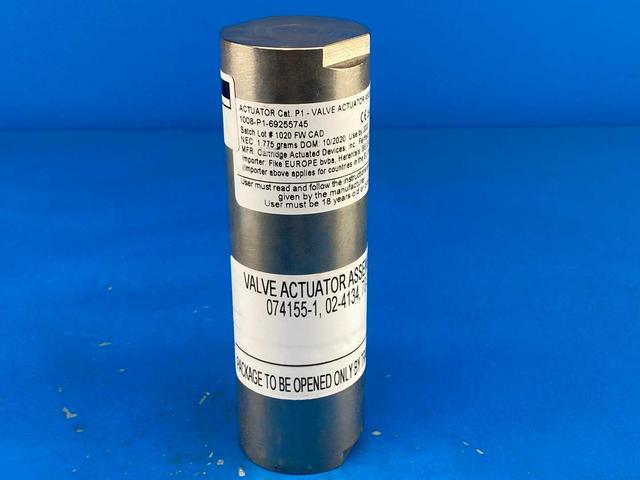 ACTUATOR Cat. P1 - VALVE ACTUATOR
1008-P1-69255745
Batch Lot # 1020 FW CAD
NEC: 1.775 grams DOM: 10/2020
MFR. Cartridge Actuated Devices, Inc.
Importer: Fike EUROPE bvba, Herentals,
(Importer above applies for countries in the
User must read and follow the instructions
given by the manufacturer
User must be 18 years old or
VALVE ACTUATOR
074155-1, 02-4134,
PACKAGE TO BE OPENED ONLY BY